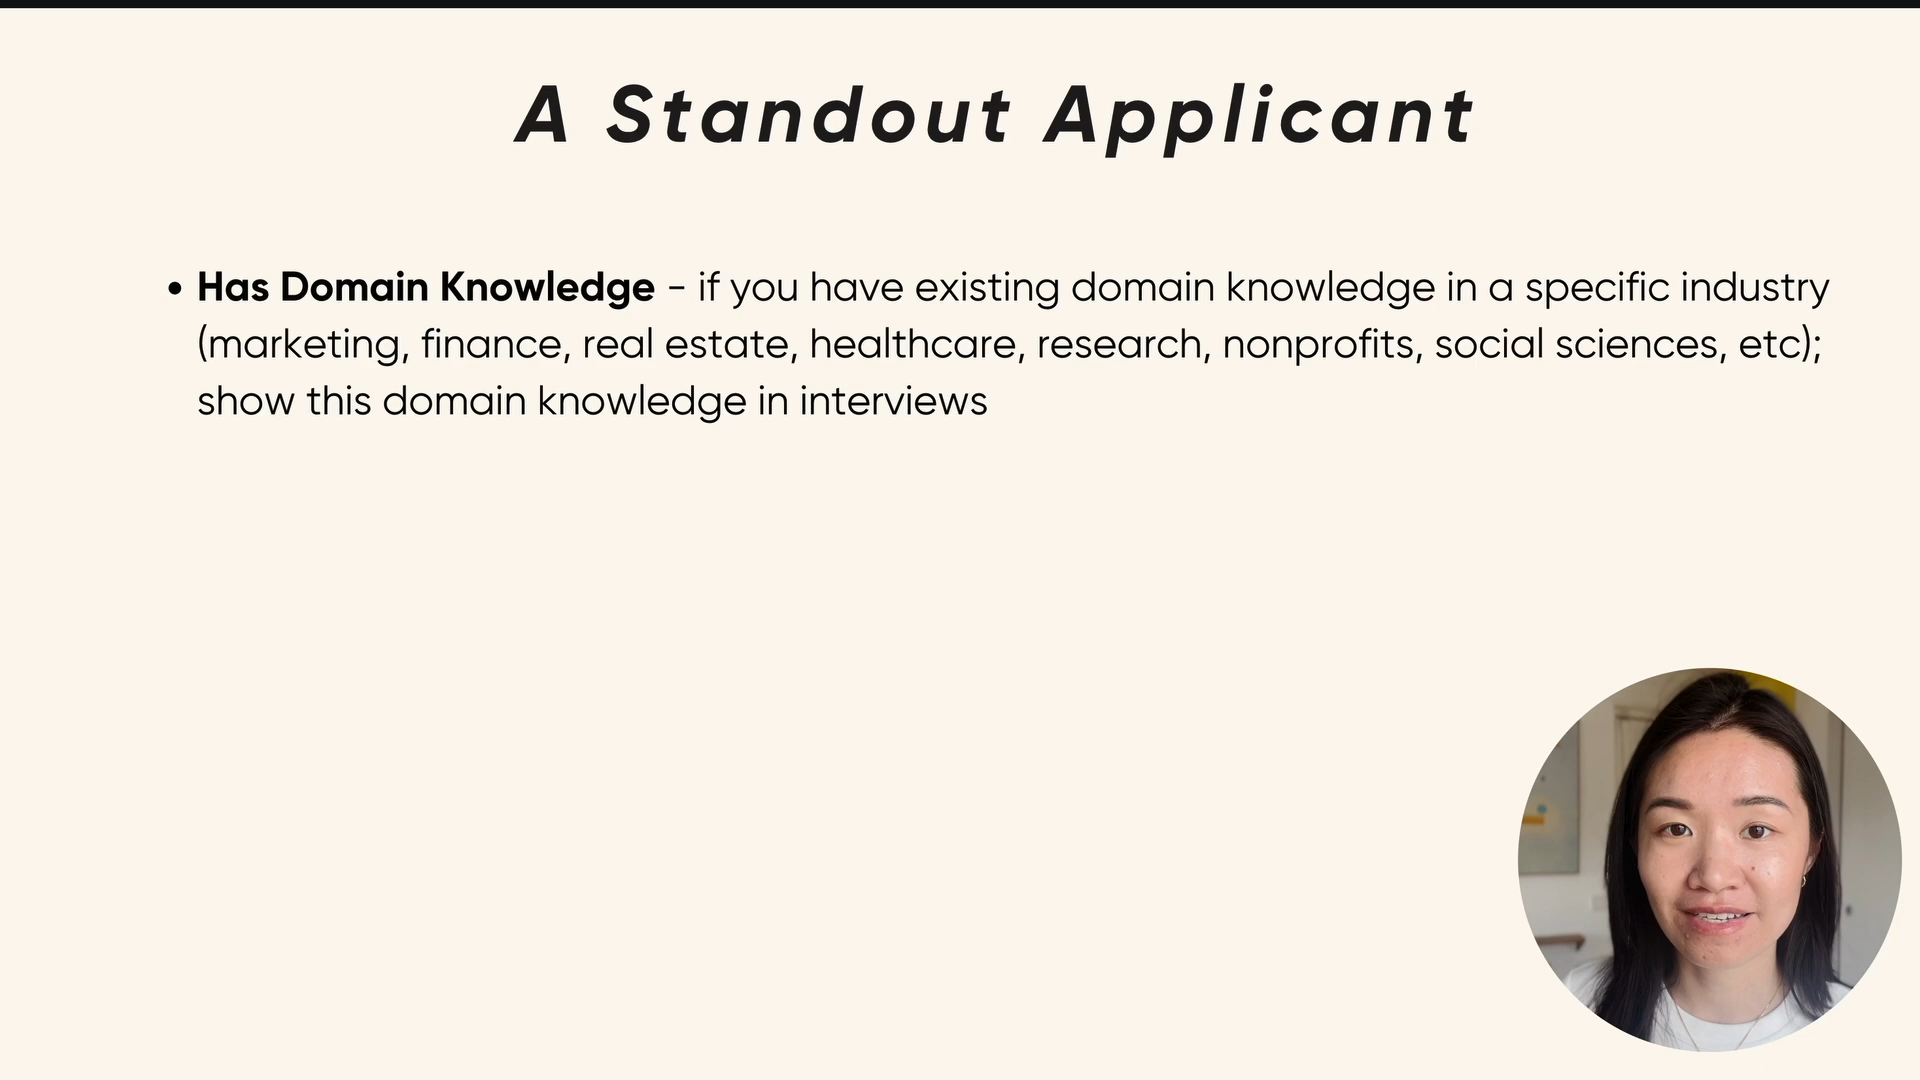 A Standout Applicant
• Has Domain Knowledge - if you have existing domain knowledge in a specific industry
(marketing, finance, real estate, healthcare, research, nonprofits, social sciences, etc);
show this domain knowledge in interviews